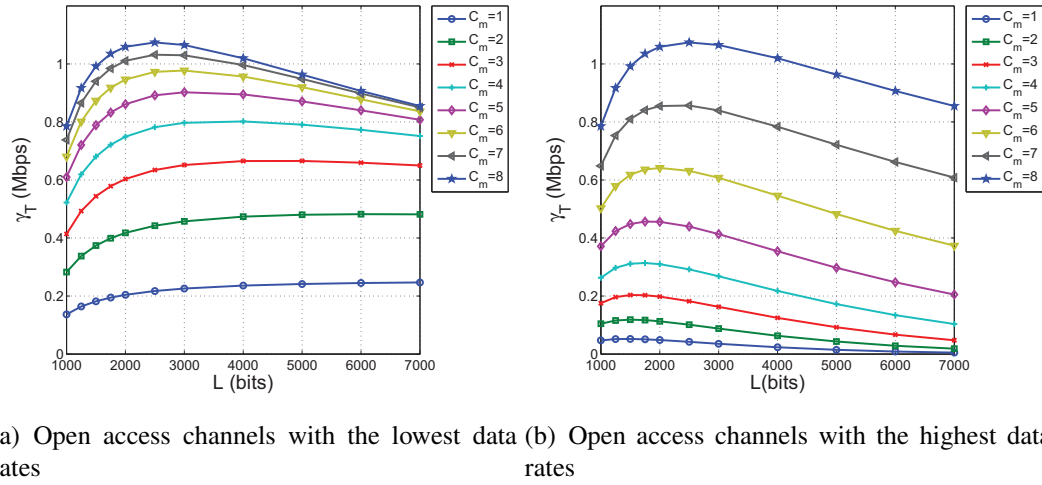 1
0.8
0.6
0.4
0.2
0
γT (Mbps)
1000 2000 3000 4000 5000 6000 7000
L (bits)
Cm=1
Cm=2
Cm=3
Cm=4
Cm=5
Cm=6
Cm=7
Cm=8
1
0.8
0.6
0.4
0.2
0
γT (Mbps)
1000 2000 3000 4000 5000 6000 7000
L(bits)
Cm=1
Cm=2
Cm=3
Cm=4
Cm=5
Cm=6
Cm=7
Cm=8
a) Open access channels with the lowest data
ates
(b) Open access channels with the highest data
rates